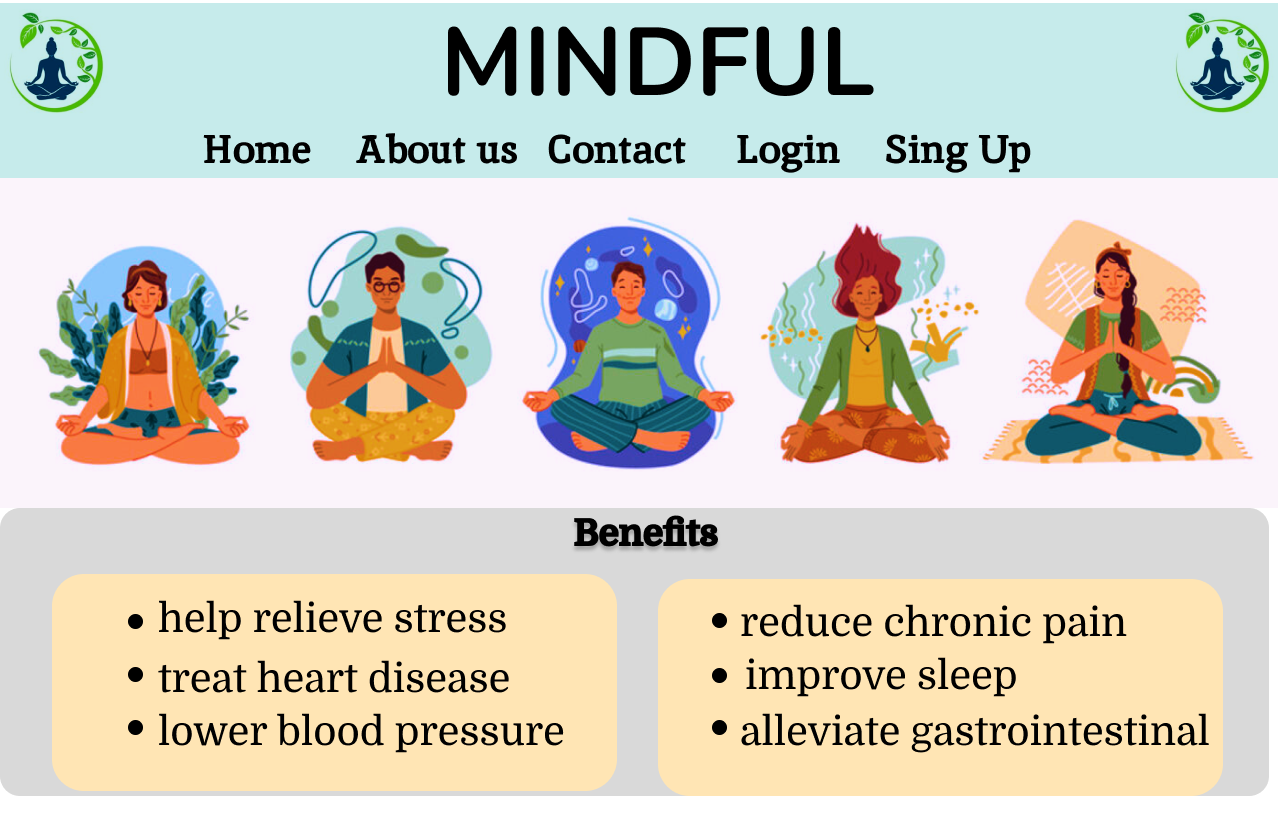 MINDFUL
Home About us Contact Login Sing Up
Benefits
• help relieve stress
• treat heart disease
• lower blood pressure
• reduce chronic pain
• improve sleep
• alleviate gastrointestinal